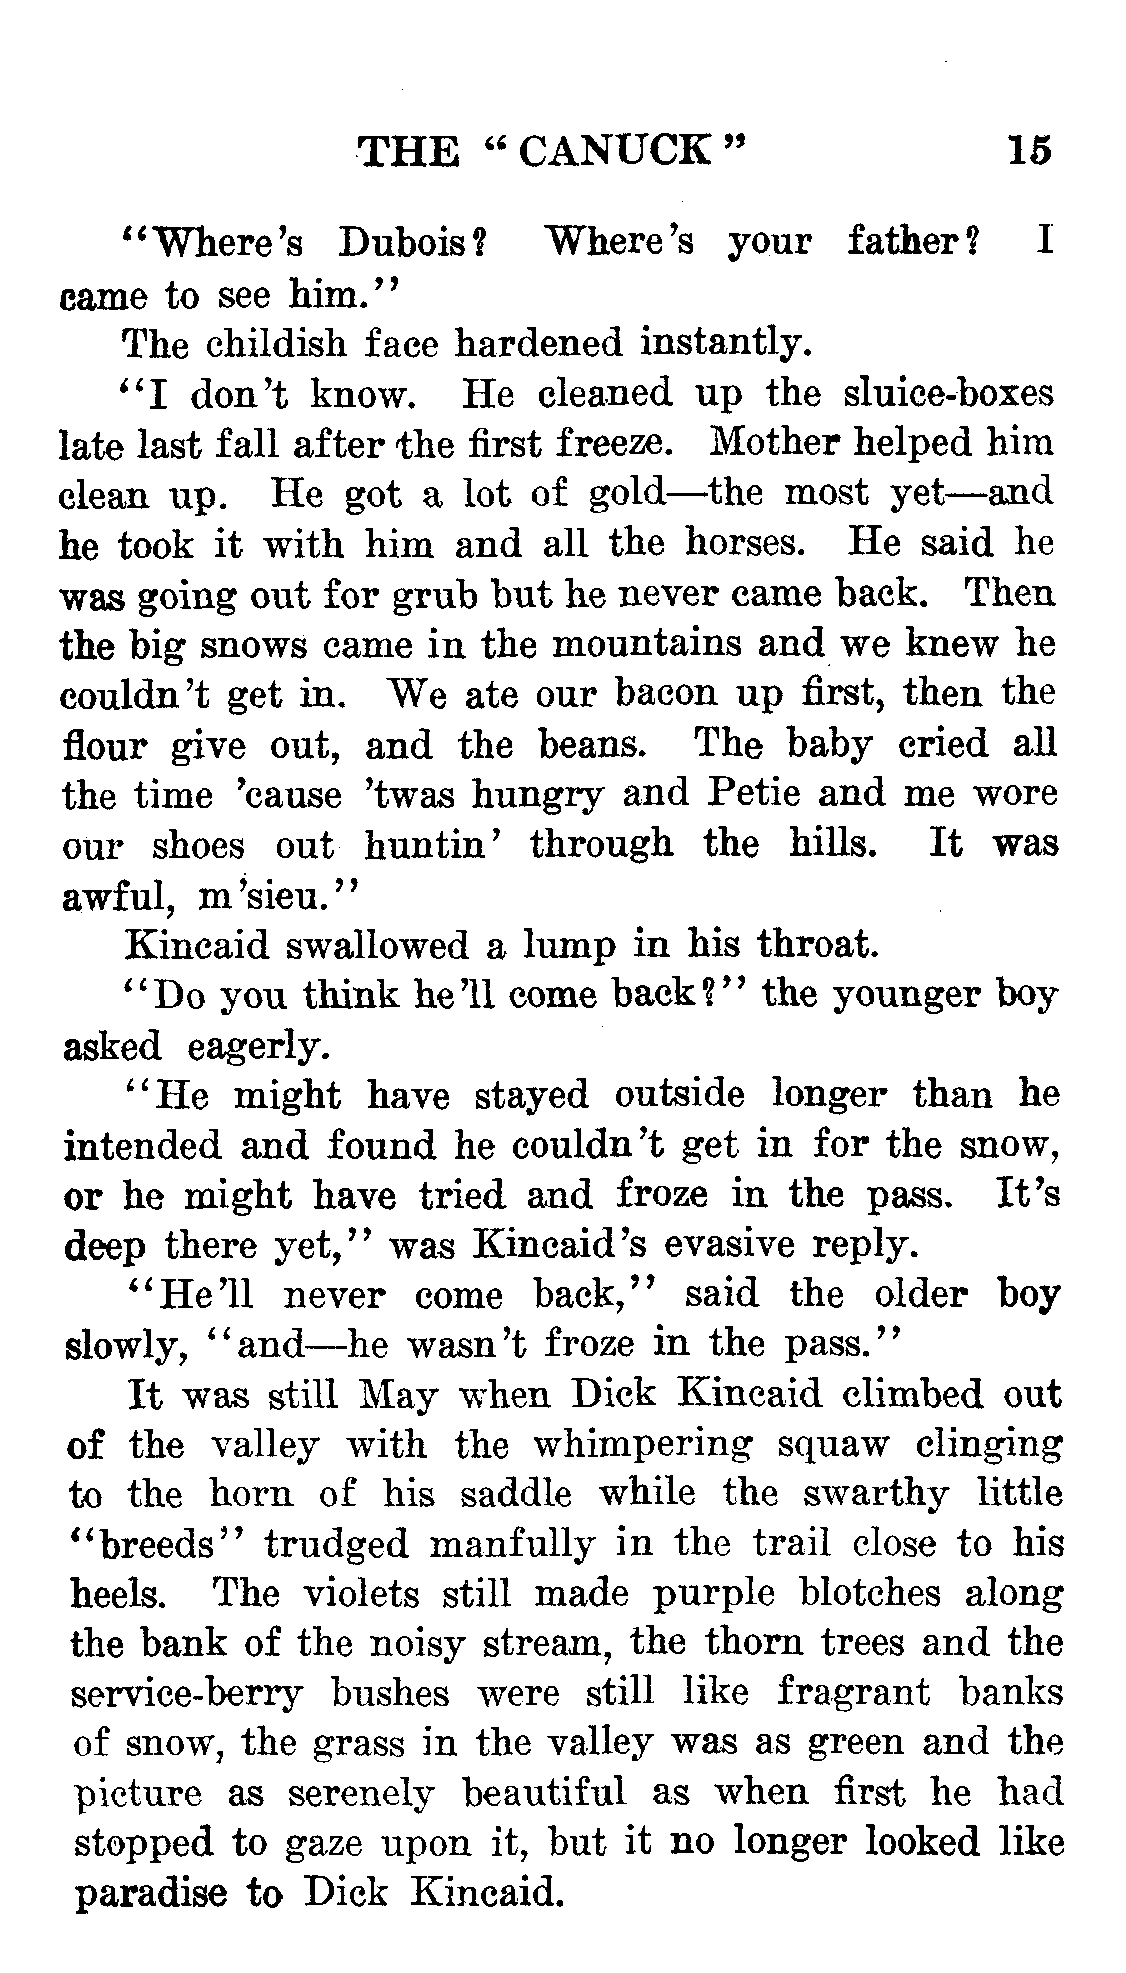 THE “CANUCK” 15
“Where’s Dubois? Where’s your father? I
came to see him.”
The childish face hardened instantly.
“I don’t know. He cleaned up the sluice-boxes
late last fall after the first freeze. Mother helped him
clean up. He got a lot of gold—the most yet—and
he took it with him and all the horses. He said he
was going out for grub but he never came back. Then
the big snows came in the mountains and we knew he
couldn’t get in. We ate our bacon up first, then the
flour give out, and the beans. The baby cried all
the time ’cause ’twas hungry and Petie and me wore
our shoes out huntin’ through the hills. It was
awful, m’sieu.”
Kincaid swallowed a lump in his throat.
“Do you think he’ll come back?” the younger boy
asked eagerly.
“He might have stayed outside longer than he
intended and found he couldn’t get in for the snow,
or he might have tried and froze in the pass. It’s
deep there yet,” was Kincaid’s evasive reply.
“He’ll never come back,” said the older boy
slowly, “and—he wasn’t froze in the pass.”
It was still May when Dick Kincaid climbed out
of the valley with the whimpering squaw clinging
to the horn of his saddle while the swarthy little
“breeds” trudged manfully in the trail close to his
heels. The violets still made purple blotches along
the bank of the noisy stream, the thorn trees and the
service-berry bushes were still like fragrant banks
of snow, the grass in the valley was as green and the
picture as serenely beautiful as when first he had
stopped to gaze upon it, but it no longer looked like
paradise to Dick Kincaid.